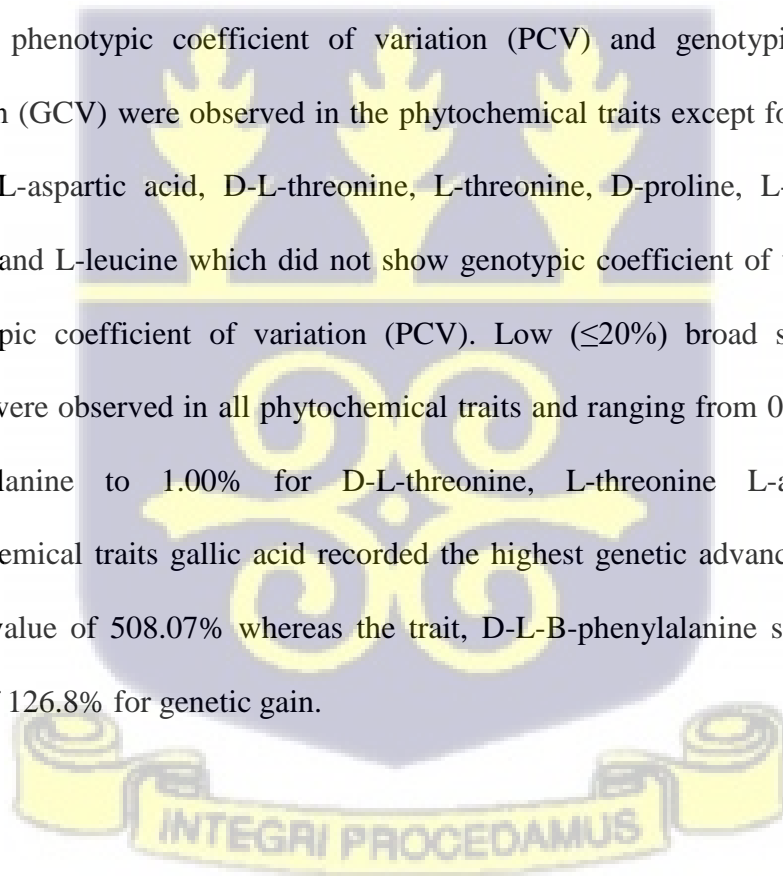 phenotypic coefficient of variation (PCV) and genotypi
(GCV) were observed in the phytochemical traits except fo
L-aspartic acid, D-L-threonine, L-threonine, D-proline, L-
and L-leucine which did not show genotypic coefficient of
pic coefficient of variation (PCV). Low (≤20%) broad s
were observed in all phytochemical traits and ranging from 0
lanine to 1.00% for D-L-threonine, L-threonine L-a
emical traits gallic acid recorded the highest genetic advanc
value of 508.07% whereas the trait, D-L-B-phenylalanine s
126.8% for genetic gain.
INTEGRI PROCEDAMUS